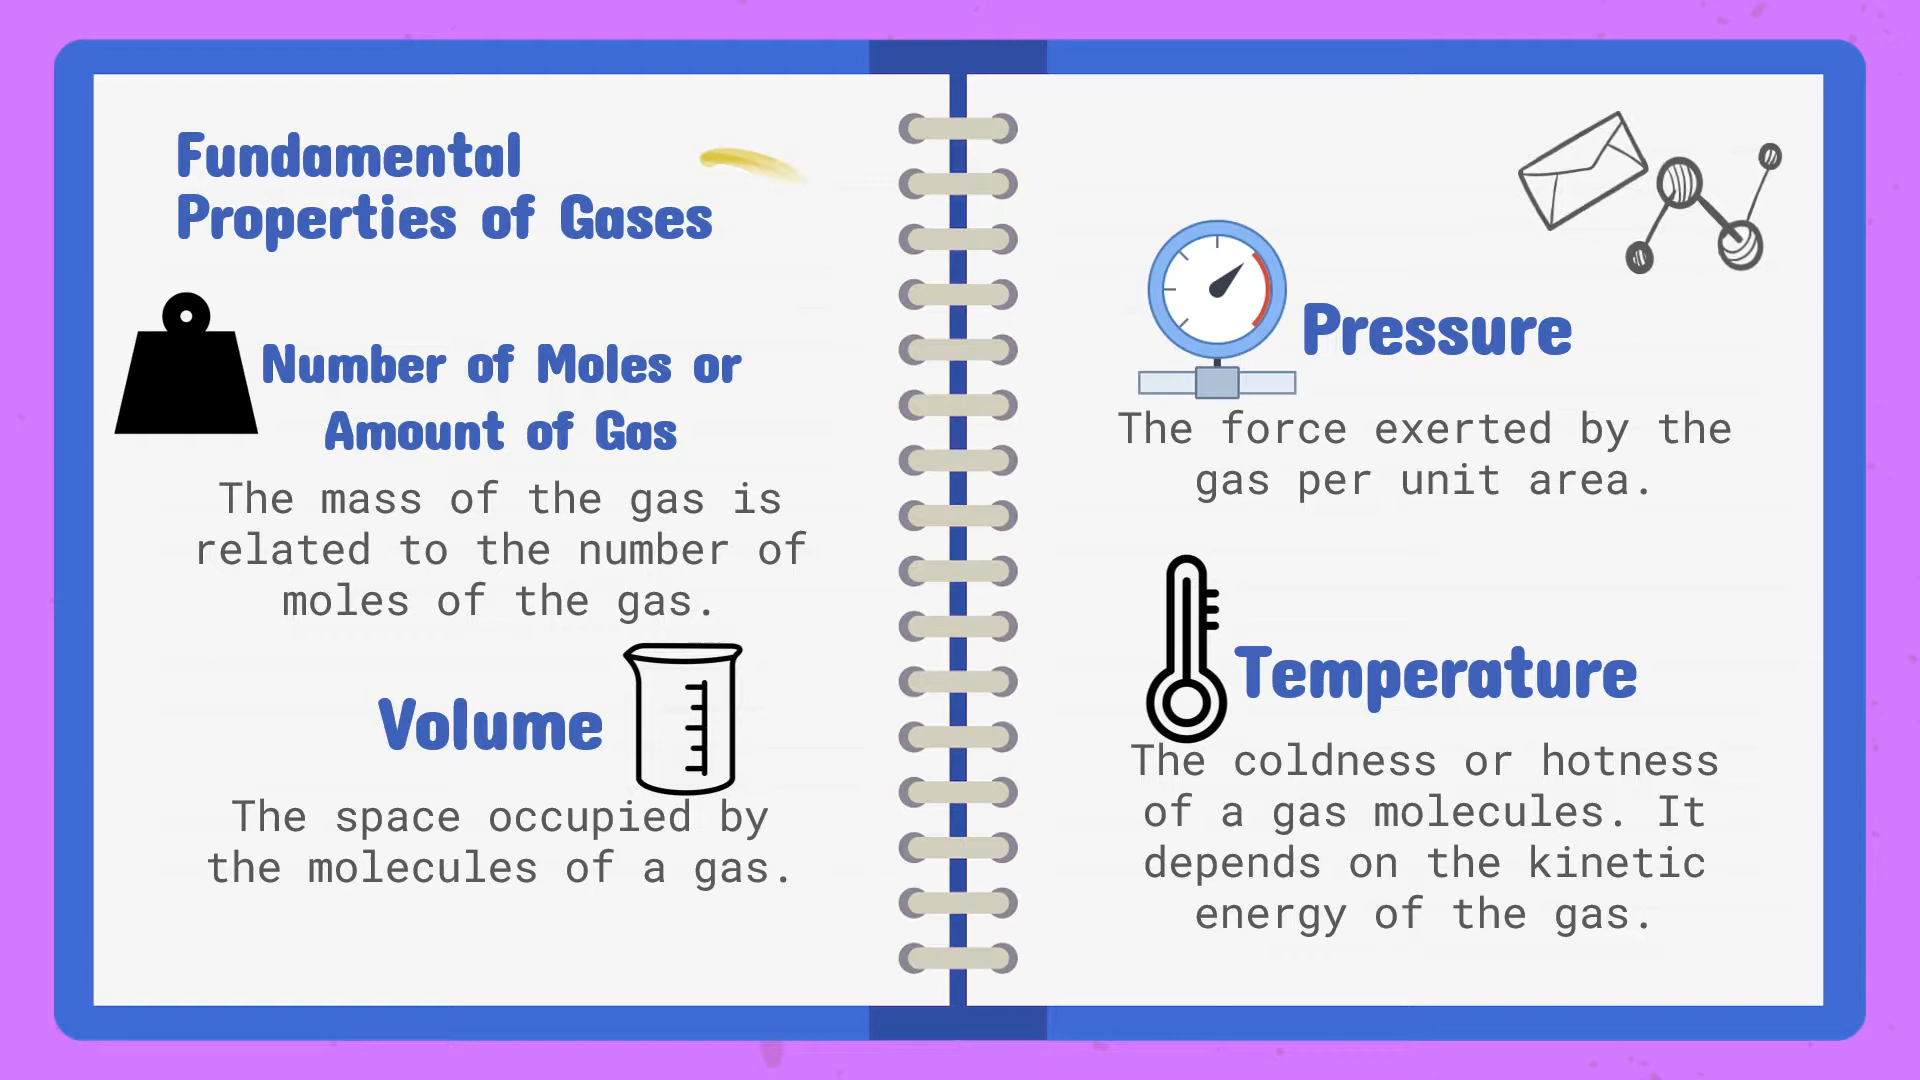 Fundamental
Properties of Gases
Number of Moles or
Amount of Gas
The mass of the gas is
related to the number of
moles of the gas.
Volume
The space occupied by
the molecules of a gas.
Pressure
The force exerted by the
gas per unit area.
Temperature
The coldness or hotness
of a gas molecules. It
depends on the kinetic
energy of the gas.